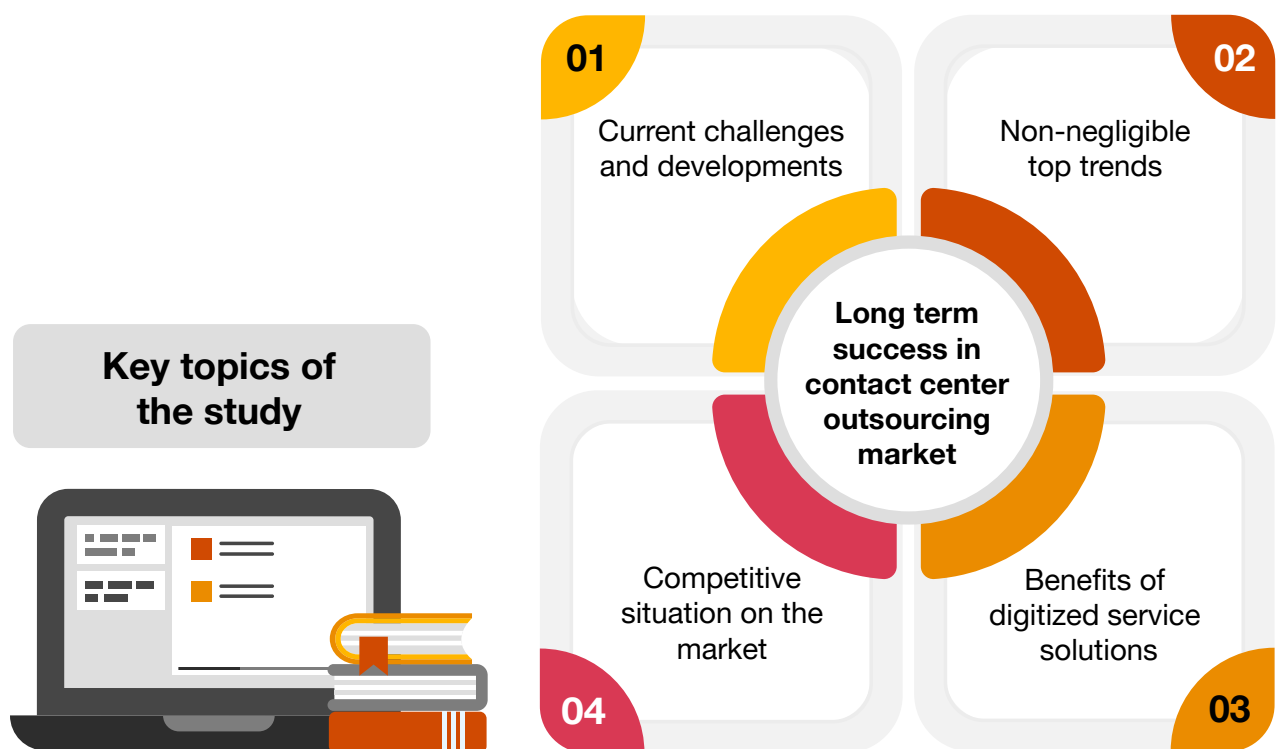 Key topics of
the study
01
Current challenges
and developments
02
Non-negligible
top trends
Long term
success in
contact center
outsourcing
market
03
Benefits of
digitized service
solutions
04
Competitive
situation on the
market